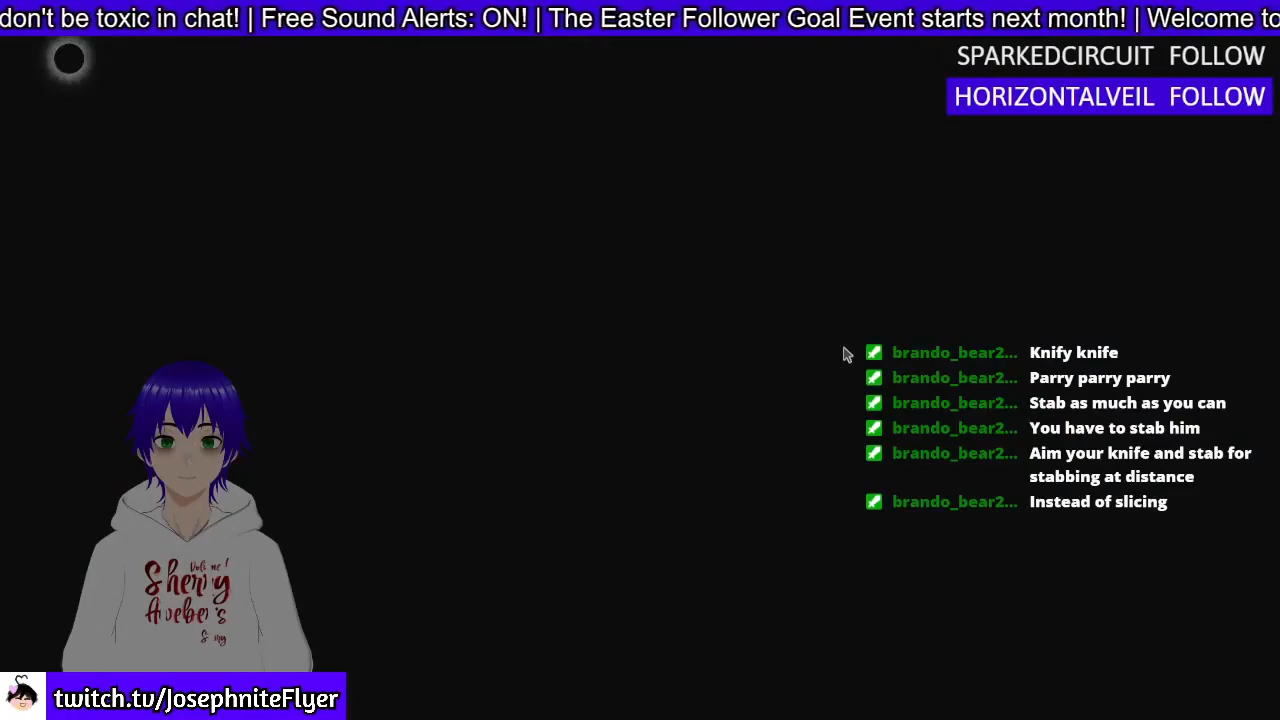 don't be toxic in chat! | Free Sound Alerts: ON! | The Easter Follower Goal Event starts next month! | Welcome to
SPARKEDCIRCUIT FOLLOW
HORIZONTALVEIL FOLLOW
brando_bear2... Knify knife
brando_bear2... Parry parry parry
brando_bear2... Stab as much as you can
brando_bear2... You have to stab him
brando_bear2... Aim your knife and stab for
stabbing at distance
brando_bear2... Instead of slicing
Sherry
twitch.tv/JosephniteFlyer